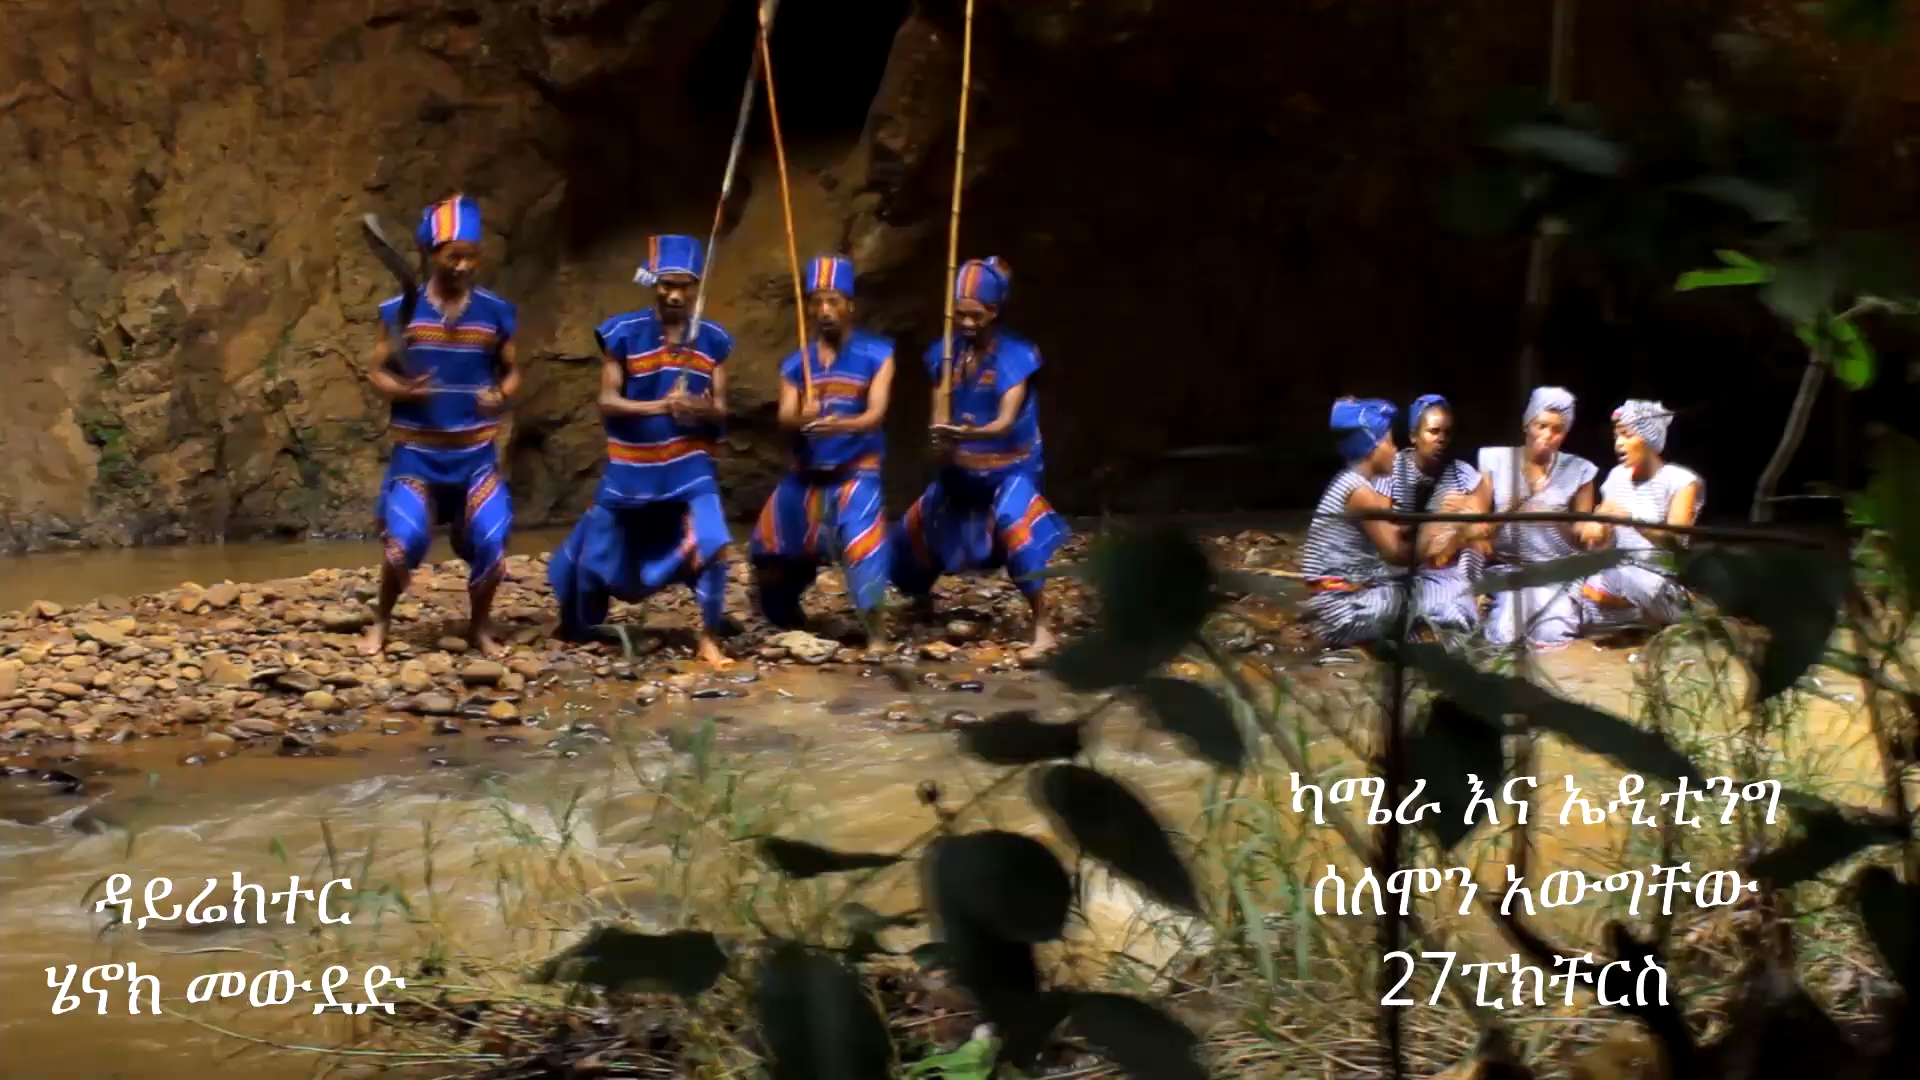 ዳይሬክተር
ሄኖክ መውደድ
ካሜራ እና ኤዲቲንግ
ሰለሞን አውግቸው
27ፒክቸርስ